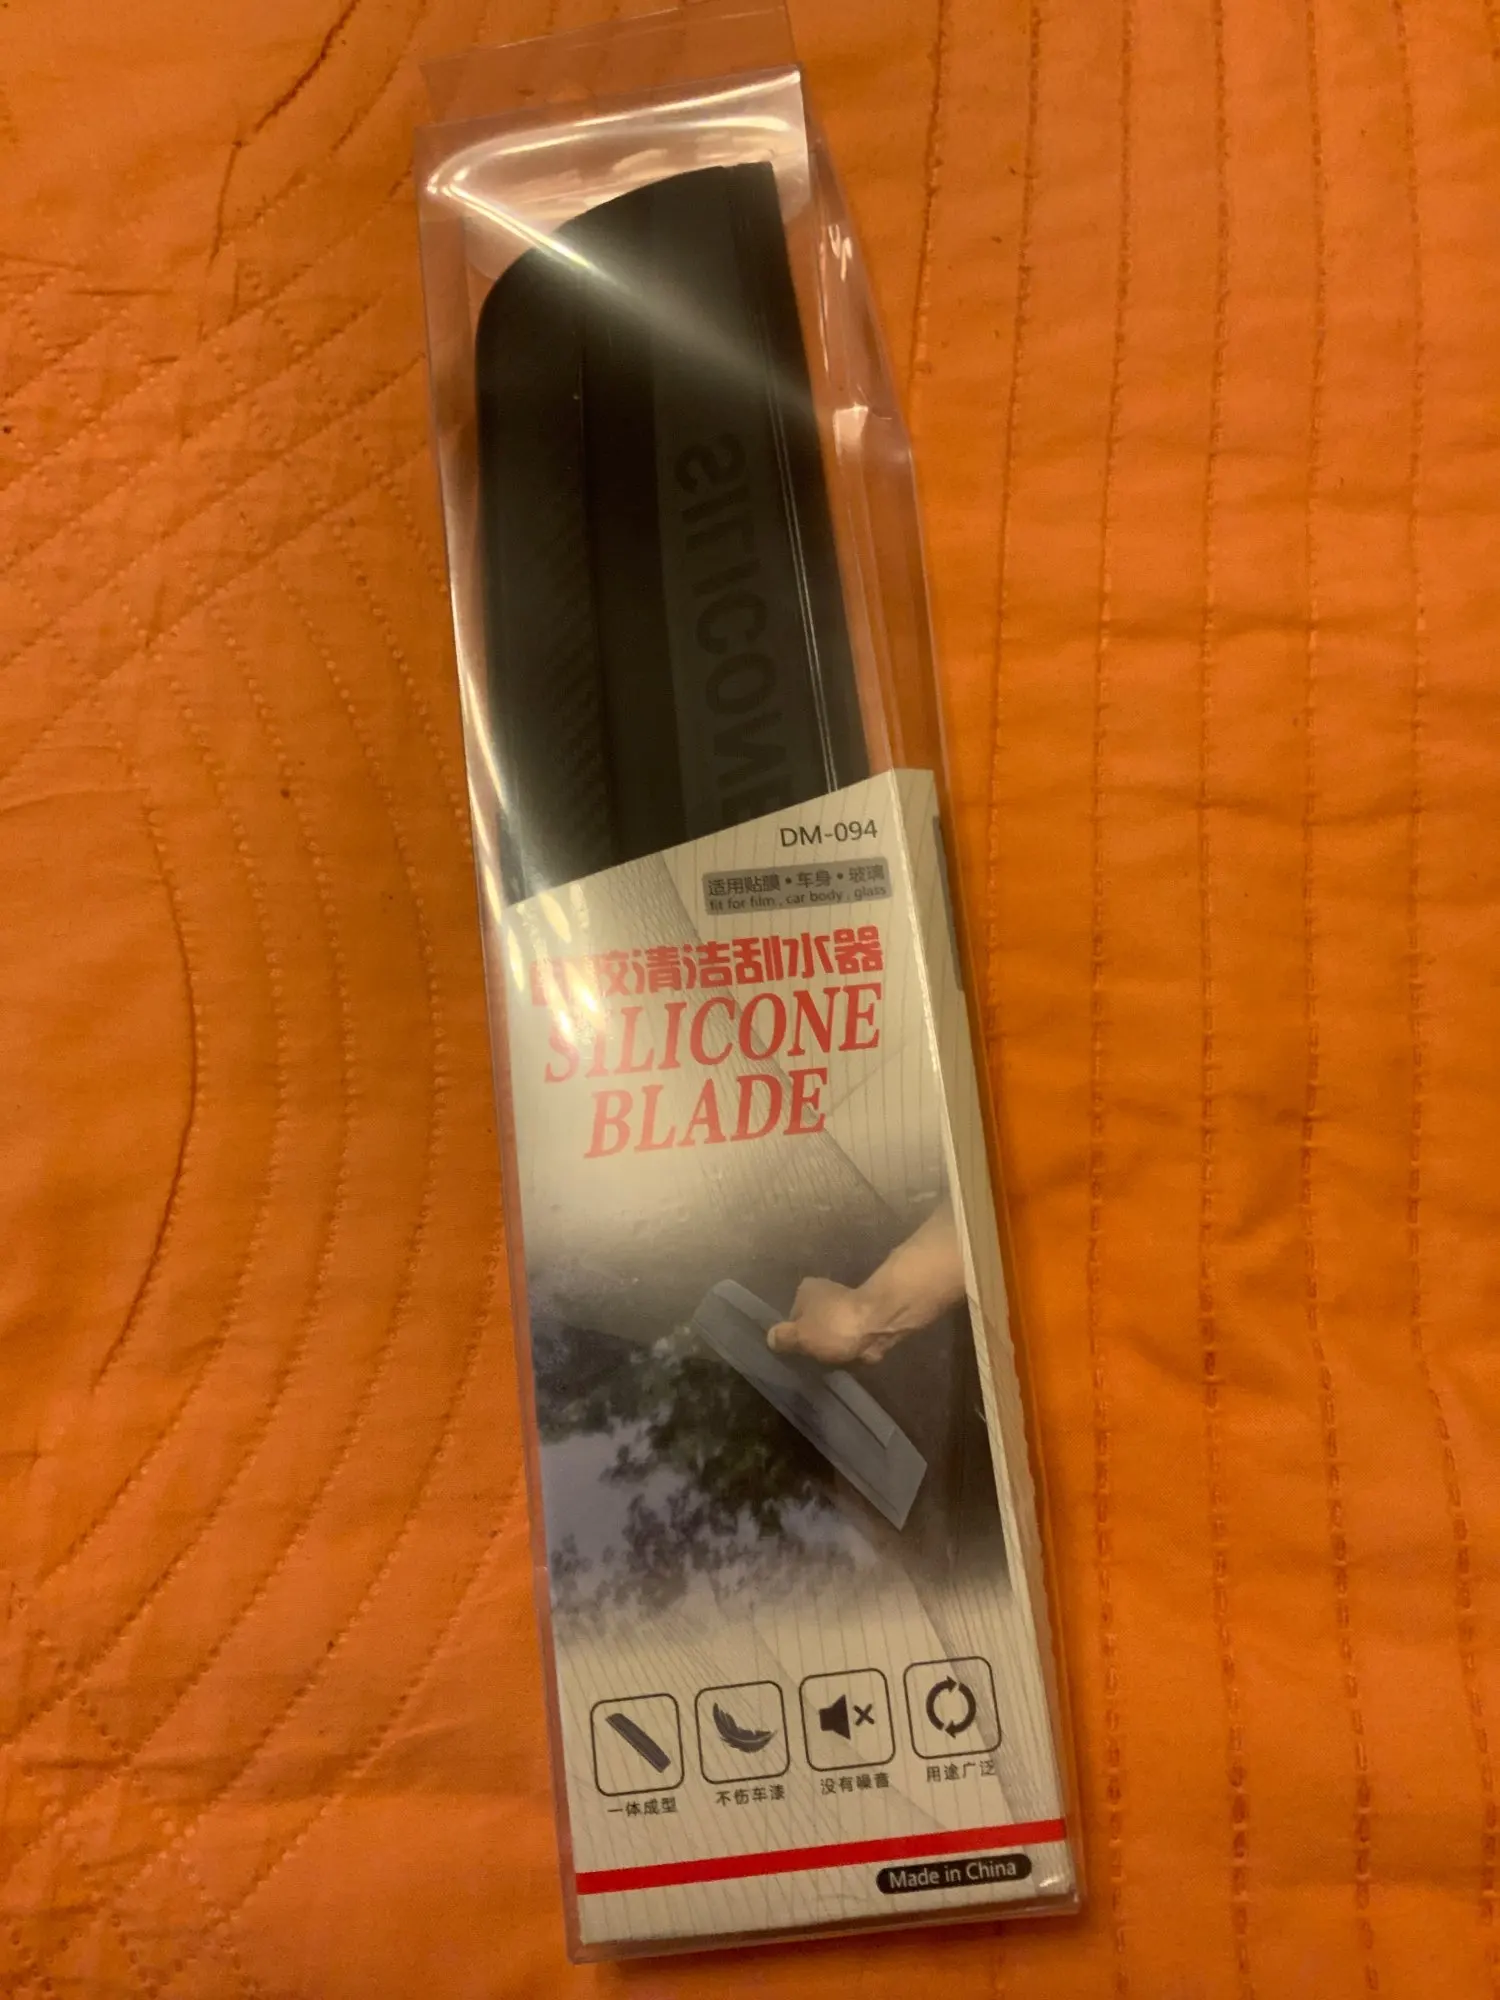 SILICONE
DM-094
适用贴膜·车身·玻璃
fit for film , car body , glass
胶清洁刮水器
SILICONE
BLADE
一体成型
不伤车漆
没有噪音
用途广泛
Made in China